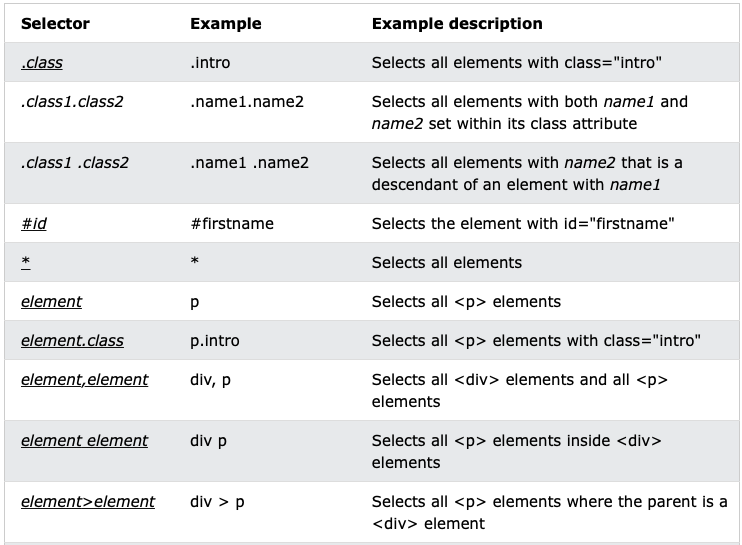 Selector Example Example description
.class .intro Selects all elements with class="intro"
.class1.class2 .name1.name2 Selects all elements with both name1 and
name2 set within its class attribute
.class1 .class2 .name1 .name2 Selects all elements with name2 that is a
descendant of an element with name1
#id #firstname Selects the element with id="firstname"
* * Selects all elements
element p Selects all <p> elements
element.class p.intro Selects all <p> elements with class="intro"
element,element div, p Selects all <div> elements and all <p>
elements
element element div p Selects all <p> elements inside <div>
elements
element>element div > p Selects all <p> elements where the parent is a
<div> element